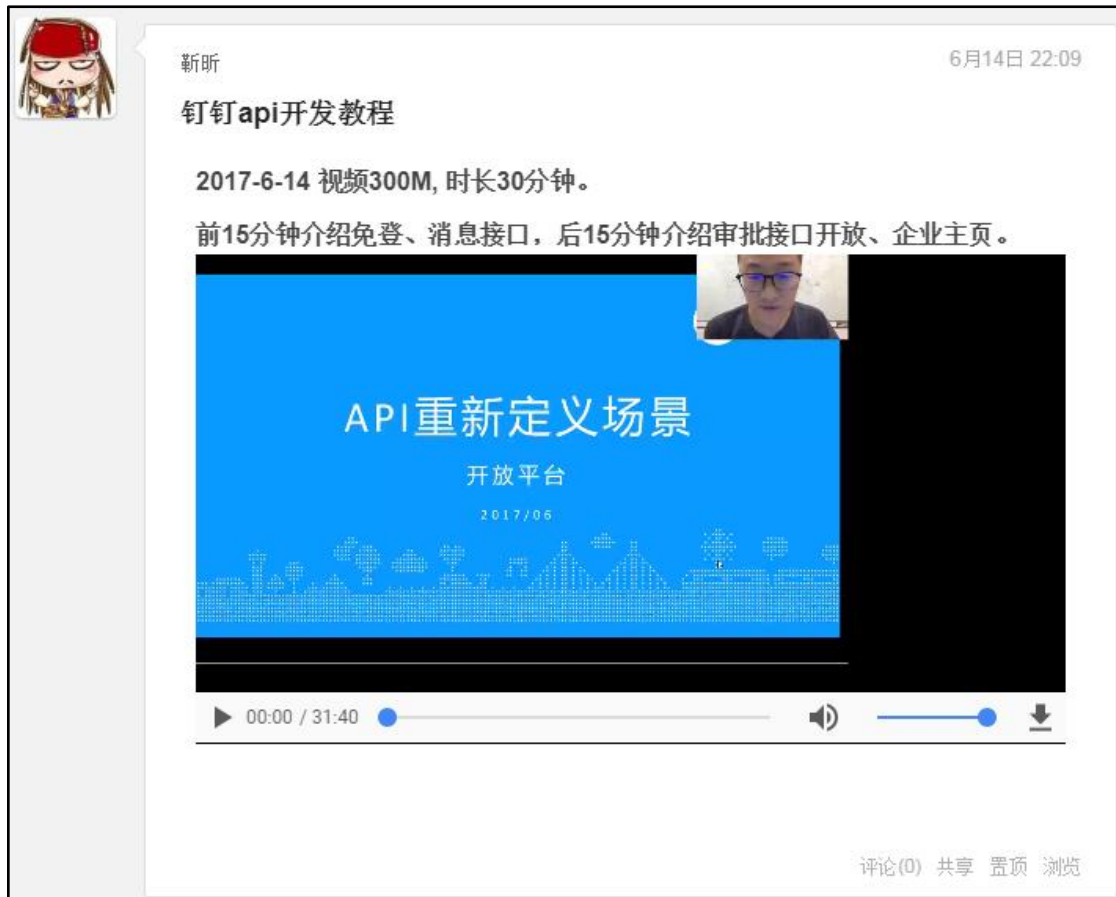 靳昕
6月14日 22:09
钉钉api开发教程
2017-6-14 视频300M, 时长30分钟。
前15分钟介绍免登、消息接口，后15分钟介绍审批接口开放、企业主页。
API重新定义场景
开放平台
2017/06
00:00 / 31:40
评论(0) 共享 置顶 浏览